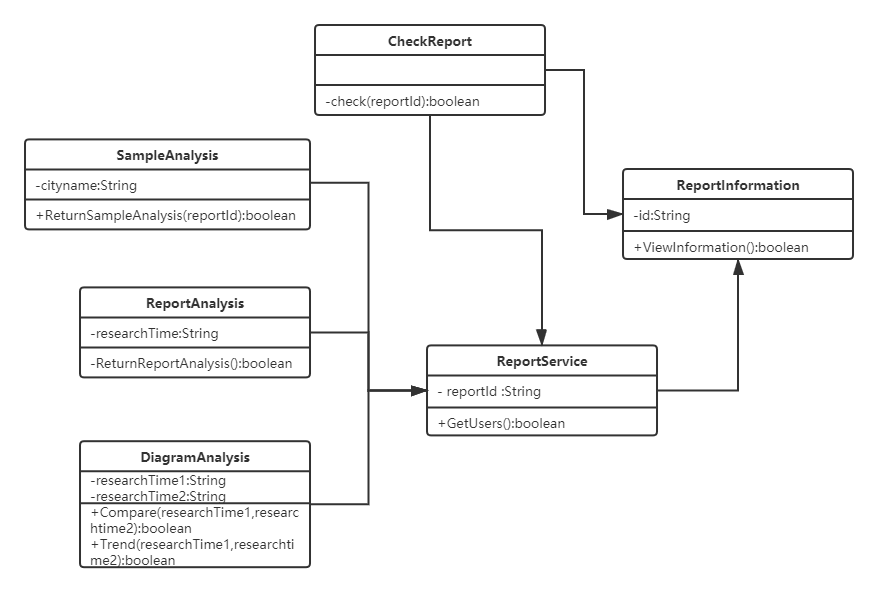 CheckReport
-check(reportId):boolean
SampleAnalysis
-cityname:String
+ReturnSampleAnalysis(reportId):boolean
ReportInformation
-id:String
+ViewInformation():boolean
ReportAnalysis
-researchTime:String
-ReturnReportAnalysis():boolean
ReportService
- reportId :String
+GetUsers():boolean
DiagramAnalysis
-researchTime1:String
-researchTime2:String
+Compare(researchTime1,researc
htime2):boolean
+Trend(researchTime1,researchti
me2):boolean